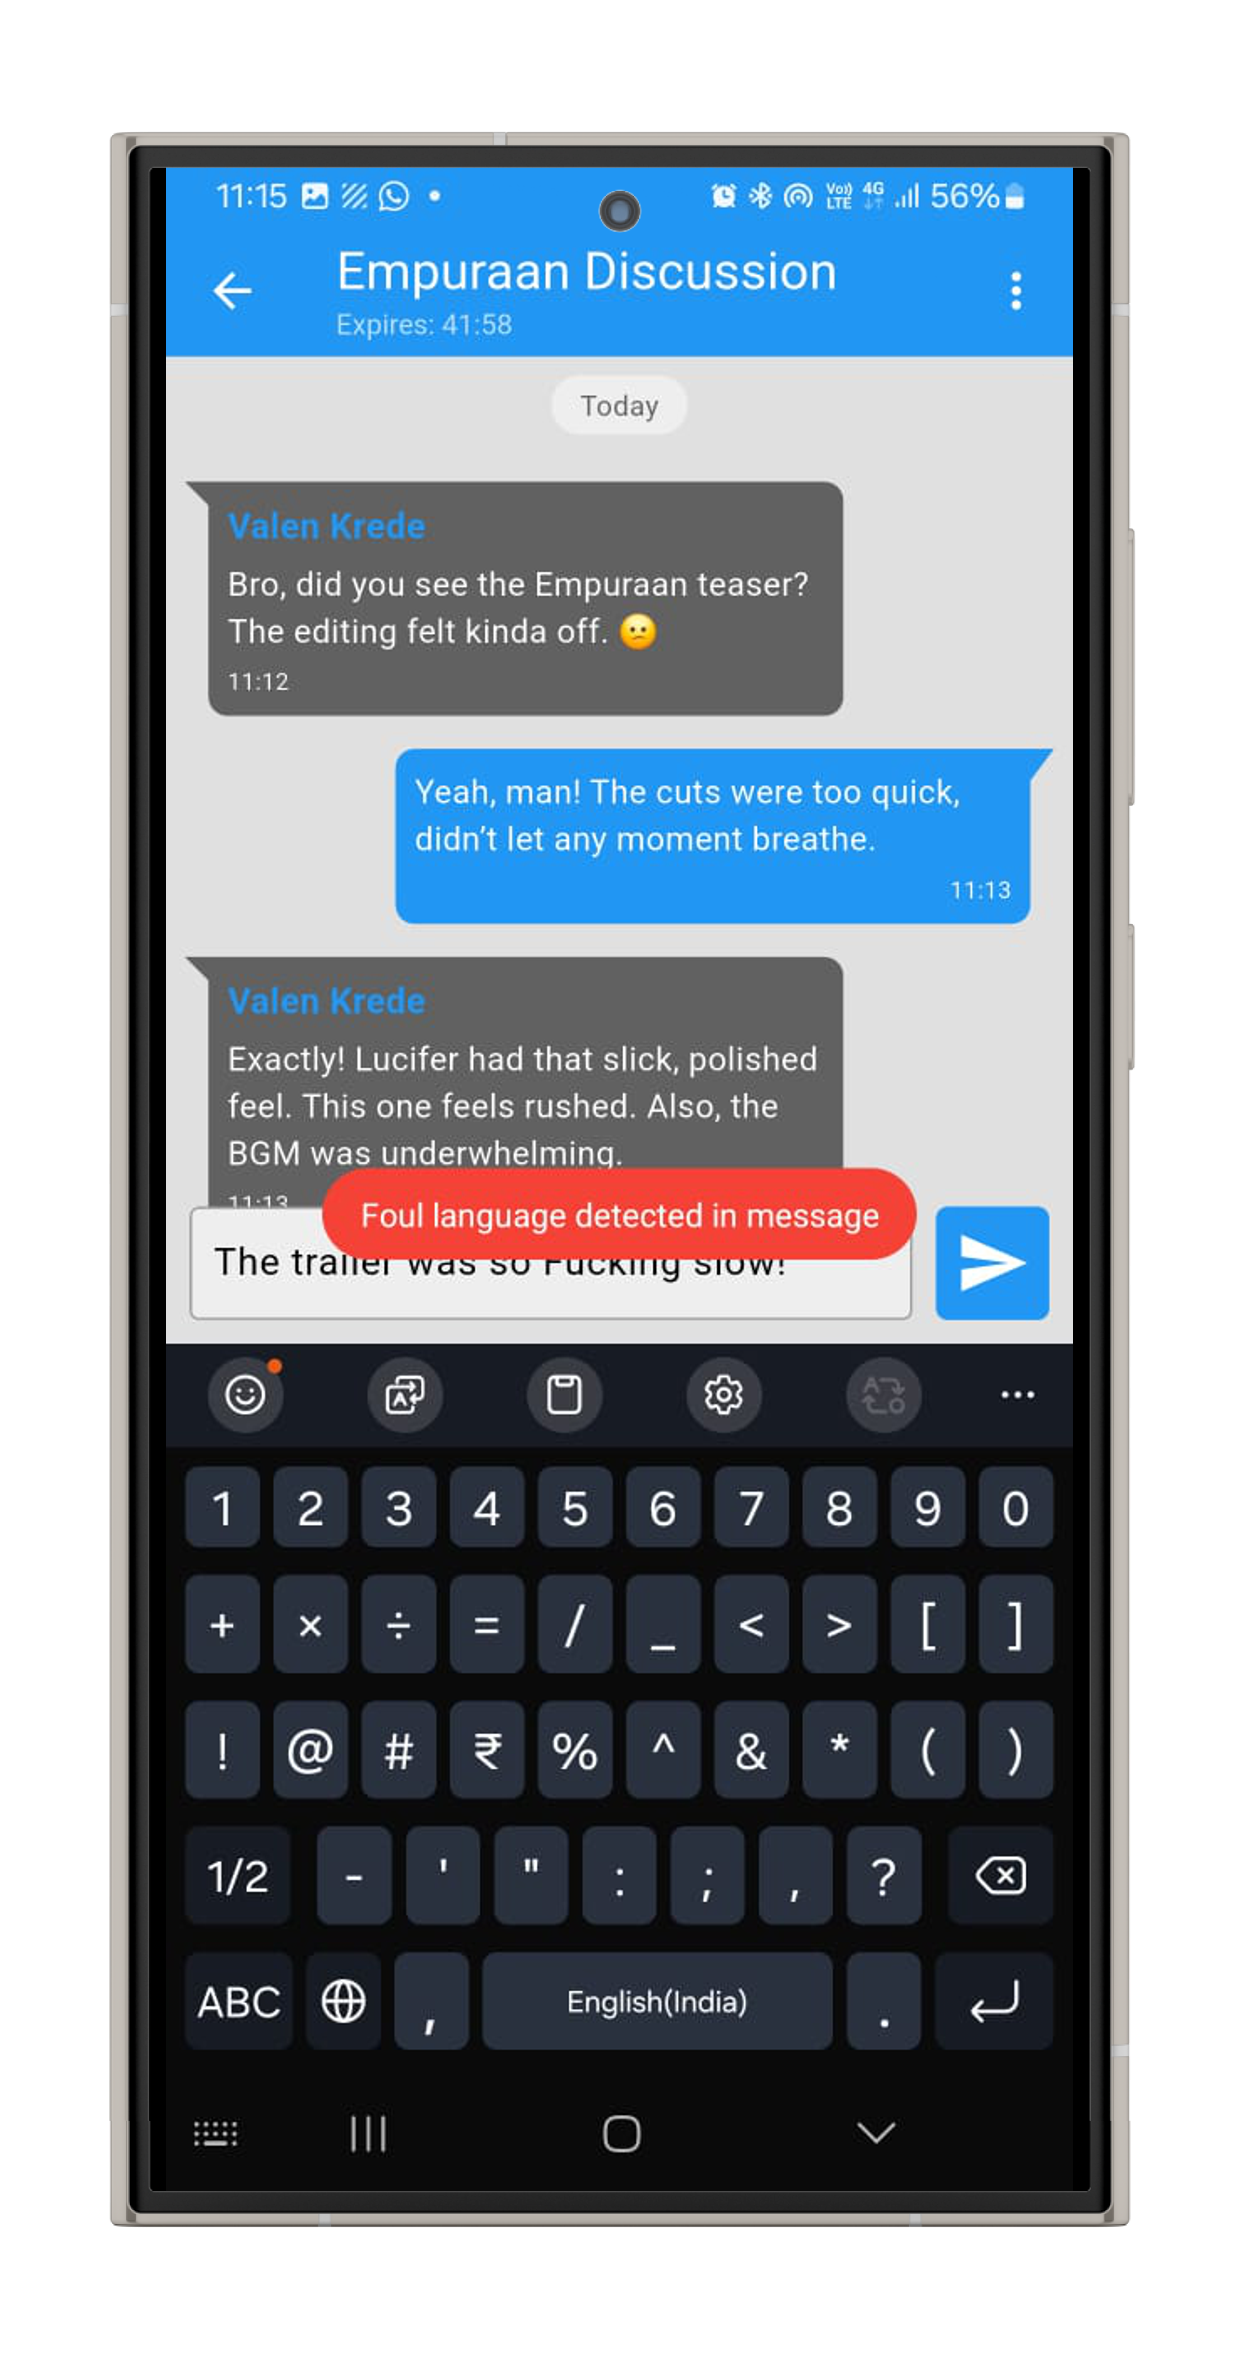 11:15
Vo)) LTE 4G 56%
Empuraan Discussion
Expires: 41:58
Today
Valen Krede
Bro, did you see the Empuraan teaser?
The editing felt kinda off. 😕
11:12
Yeah, man! The cuts were too quick,
didn’t let any moment breathe.
11:13
Valen Krede
Exactly! Lucifer had that slick, polished
feel. This one feels rushed. Also, the
BGM was underwhelming.
11:13
Foul language detected in message
The trailer was so Fucking slow!
1 2 3 4 5 6 7 8 9 0
+ × ÷ = / _ < > [ ]
! @ # ₹ % ^ & * ( )
1/2 - ' " : ; , ?
ABC , English(India) .